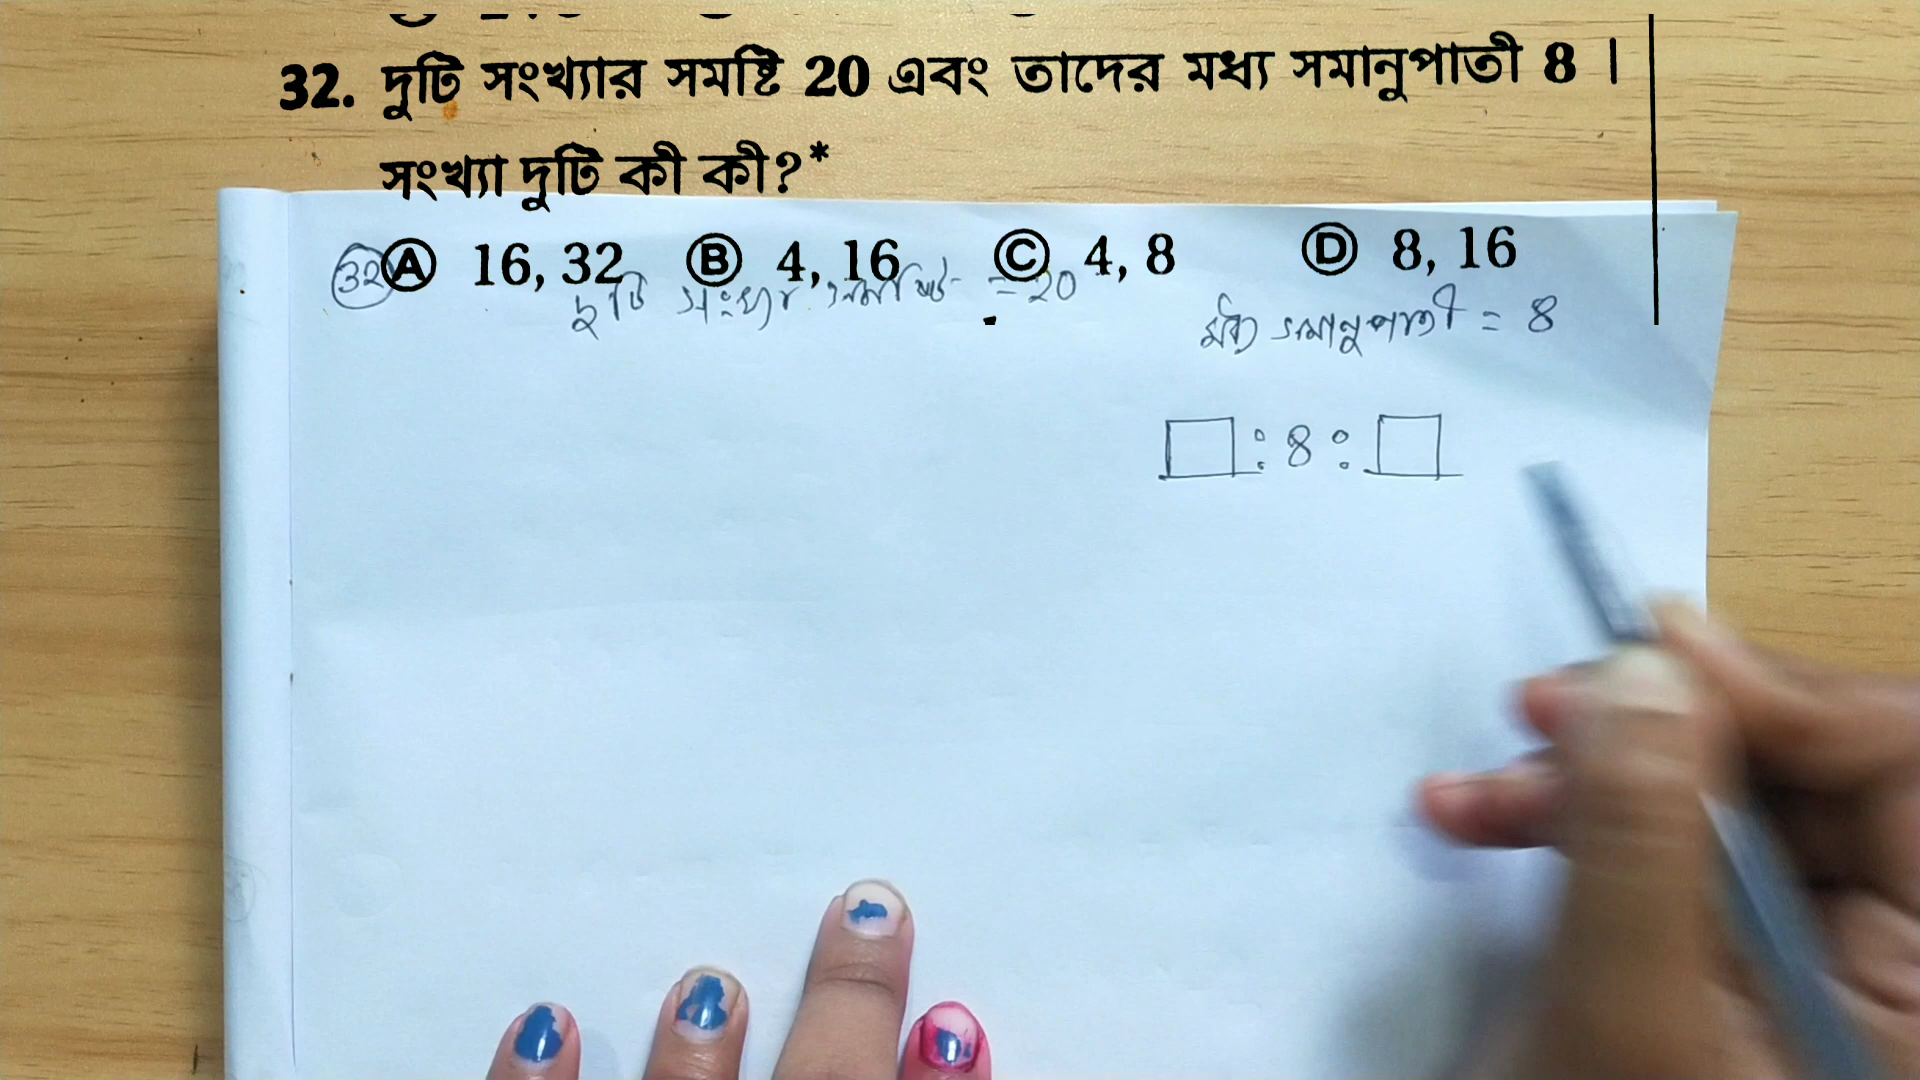 32. দুটি সংখ্যার সমষ্টি 20 এবং তাদের মধ্য সমানুপাতী 8 ।
সংখ্যা দুটি কী কী?*
Ⓐ 16, 32 Ⓑ 4, 16 Ⓒ 4, 8 Ⓓ 8, 16
32 দুটি সংখ্যার সমষ্টি = 20
মধ্য সমানুপাতী = 8
□ : 8 : □